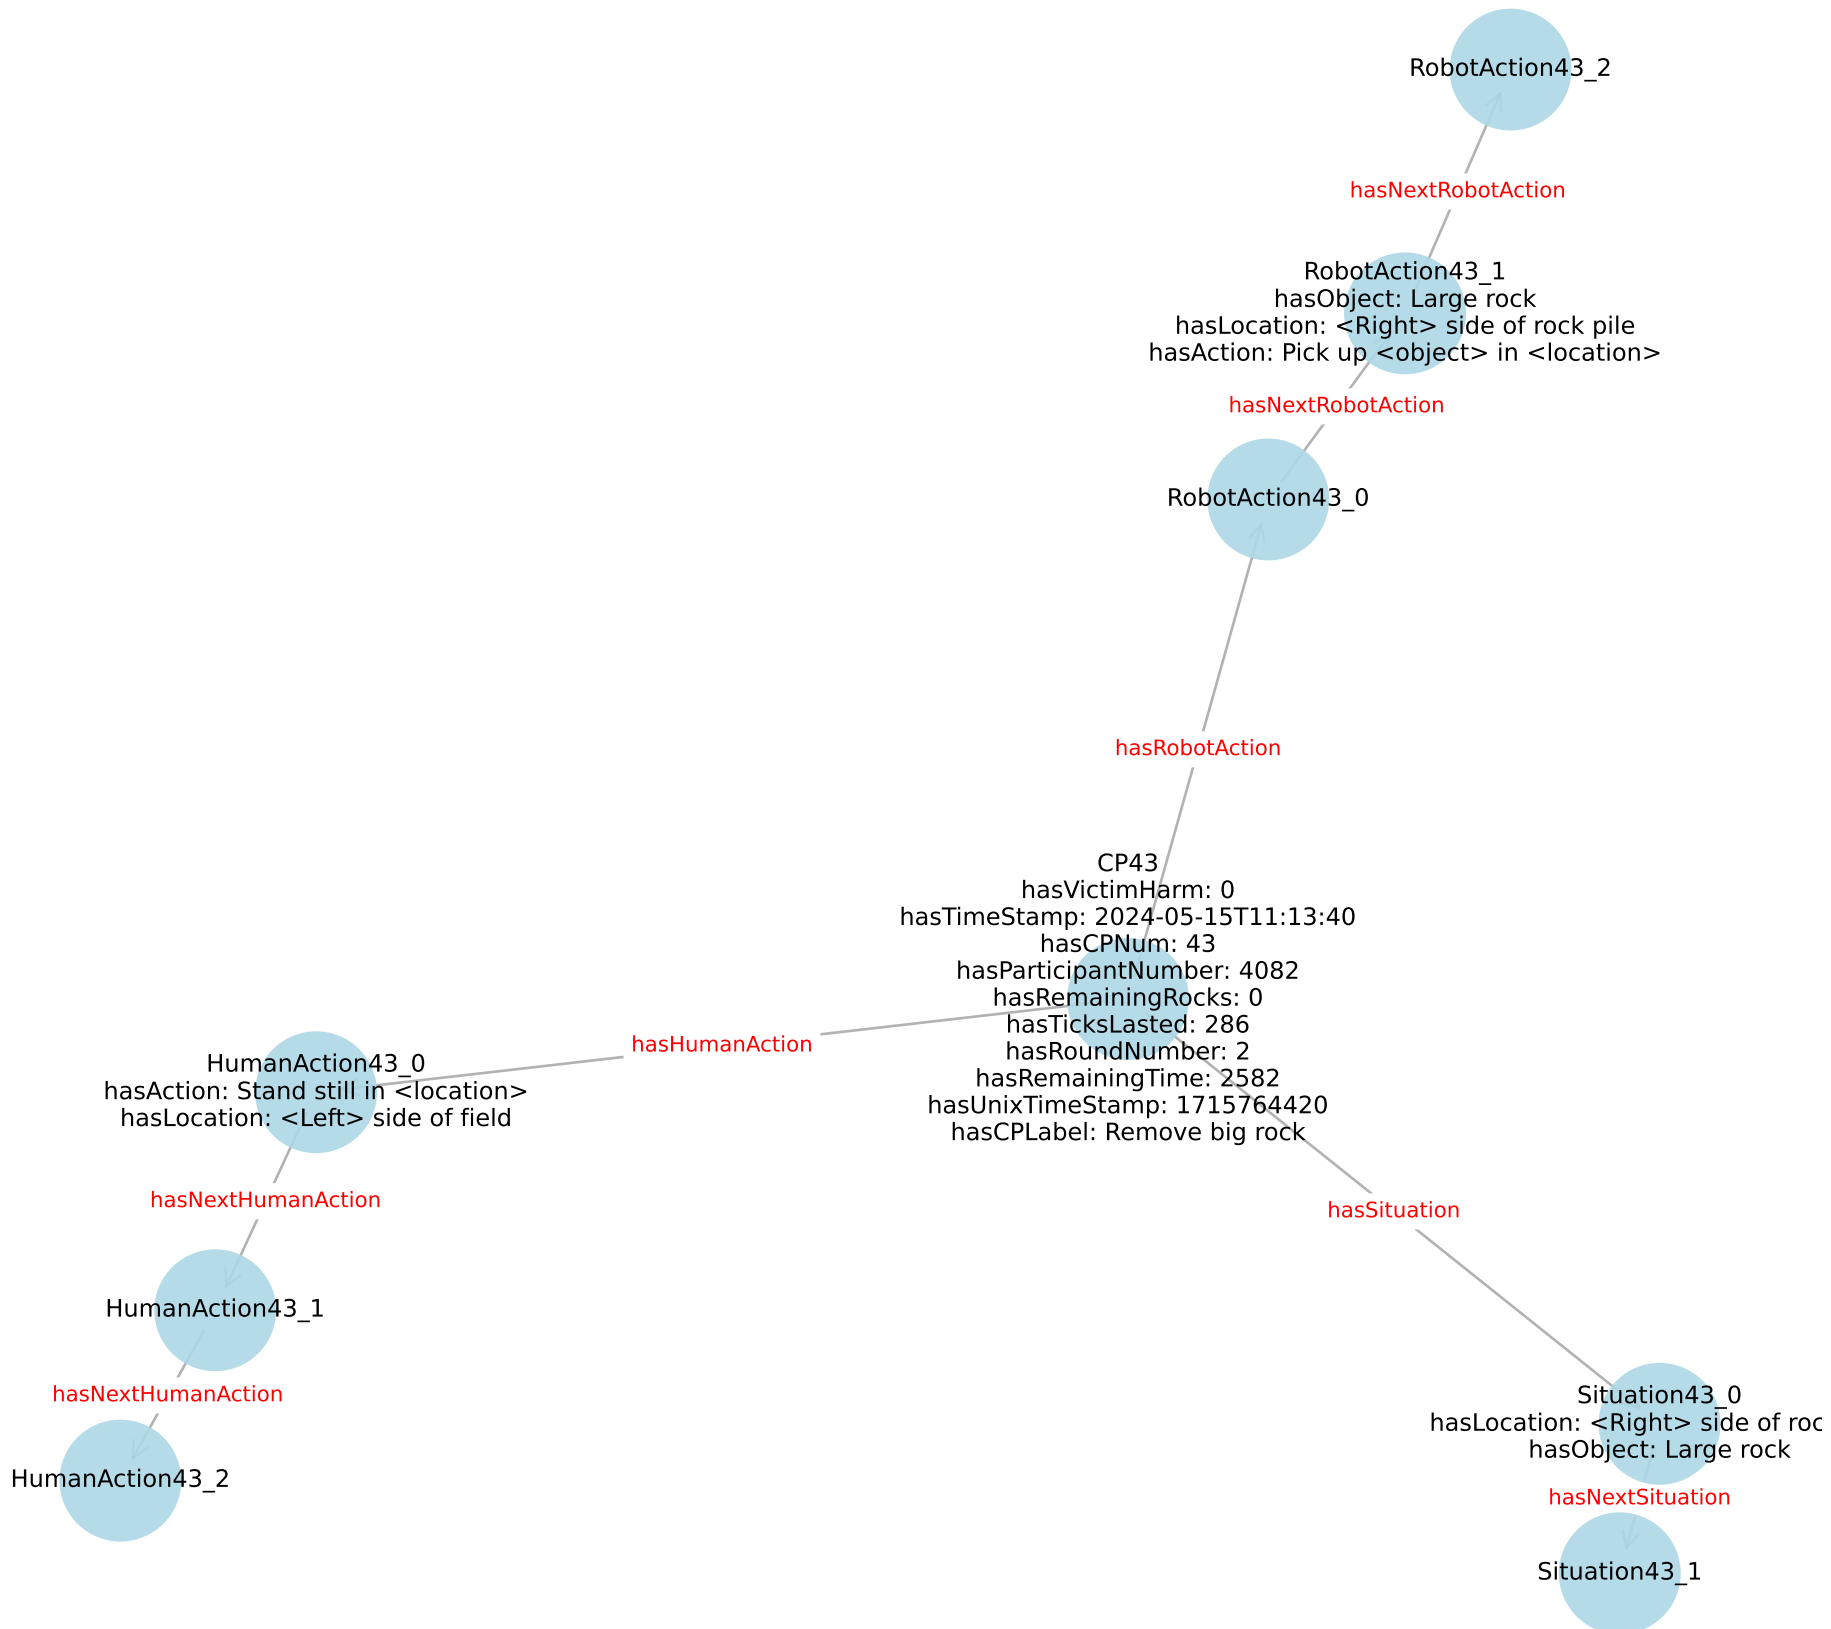 RobotAction43_2
hasNextRobotAction
RobotAction43_1
hasObject: Large rock
hasLocation: <Right> side of rock pile
hasAction: Pick up <object> in <location>
hasNextRobotAction
RobotAction43_0
hasRobotAction
CP43
hasVictimHarm: 0
hasTimeStamp: 2024-05-15T11:13:40
hasCPNum: 43
hasParticipantNumber: 4082
hasRemainingRocks: 0
hasTicksLasted: 286
hasRoundNumber: 2
hasRemainingTime: 2582
hasUnixTimeStamp: 1715764420
hasCPLabel: Remove big rock
hasHumanAction
HumanAction43_0
hasAction: Stand still in <location>
hasLocation: <Left> side of field
hasNextHumanAction
HumanAction43_1
hasNextHumanAction
HumanAction43_2
hasSituation
Situation43_0
hasLocation: <Right> side of
hasObject: Large rock
hasNextSituation
Situation43_1